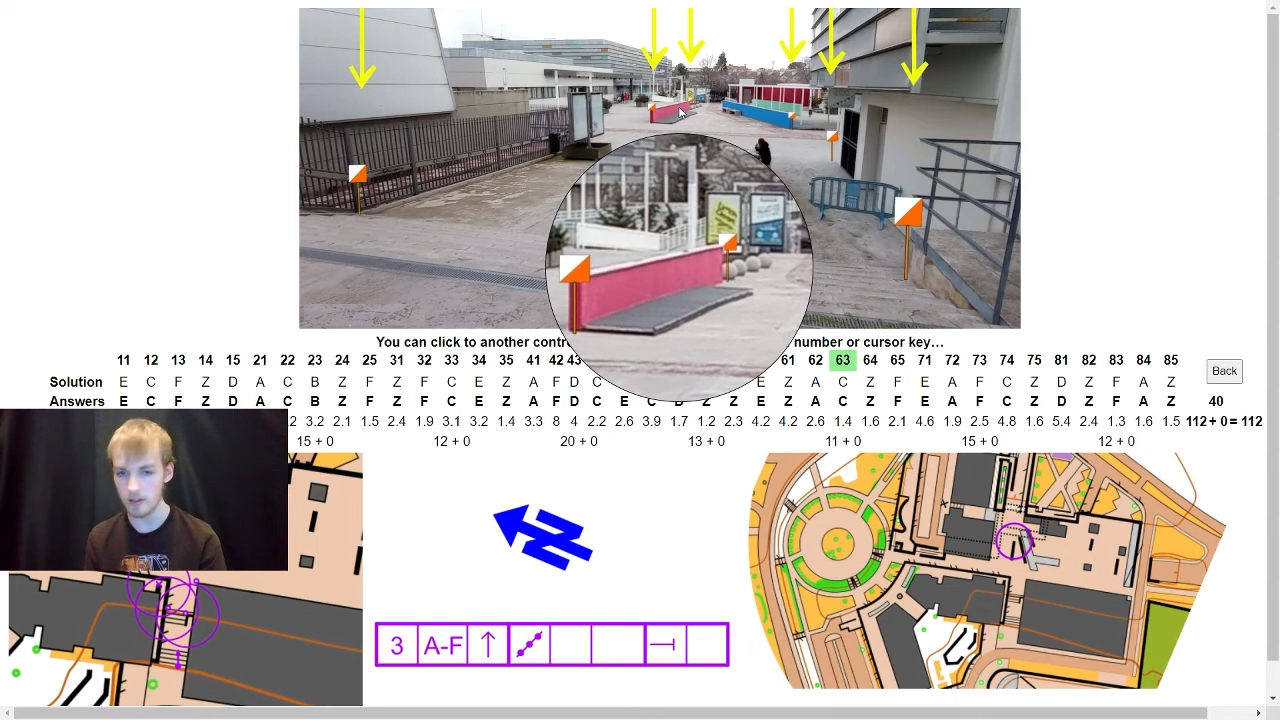 You can click to another contr number or cursor key…
11 12 13 14 15 21 22 23 24 25 31 32 33 34 35 41 42 43 61 62 63 64 65 71 72 73 74 75 81 82 83 84 85
Back
Solution E C F Z D A C B Z F Z F C E Z A F D C E Z A C Z F E A F C Z D Z F A Z
Answers E C F Z D A C B Z F Z F C E Z A F D C E Z E Z A C Z F E A F C Z D Z F A Z 40
2 3.2 2.1 1.5 2.4 1.9 3.1 3.2 1.4 3.3 8 4 2.2 2.6 3.9 1.7 1.2 2.3 4.2 4.2 2.6 1.4 1.6 2.1 4.6 1.9 2.5 4.8 1.6 5.4 2.4 1.3 1.6 1.5 112 + 0 = 112
15 + 0 12 + 0 20 + 0 13 + 0 11 + 0 15 + 0 12 + 0
N
3 A-F